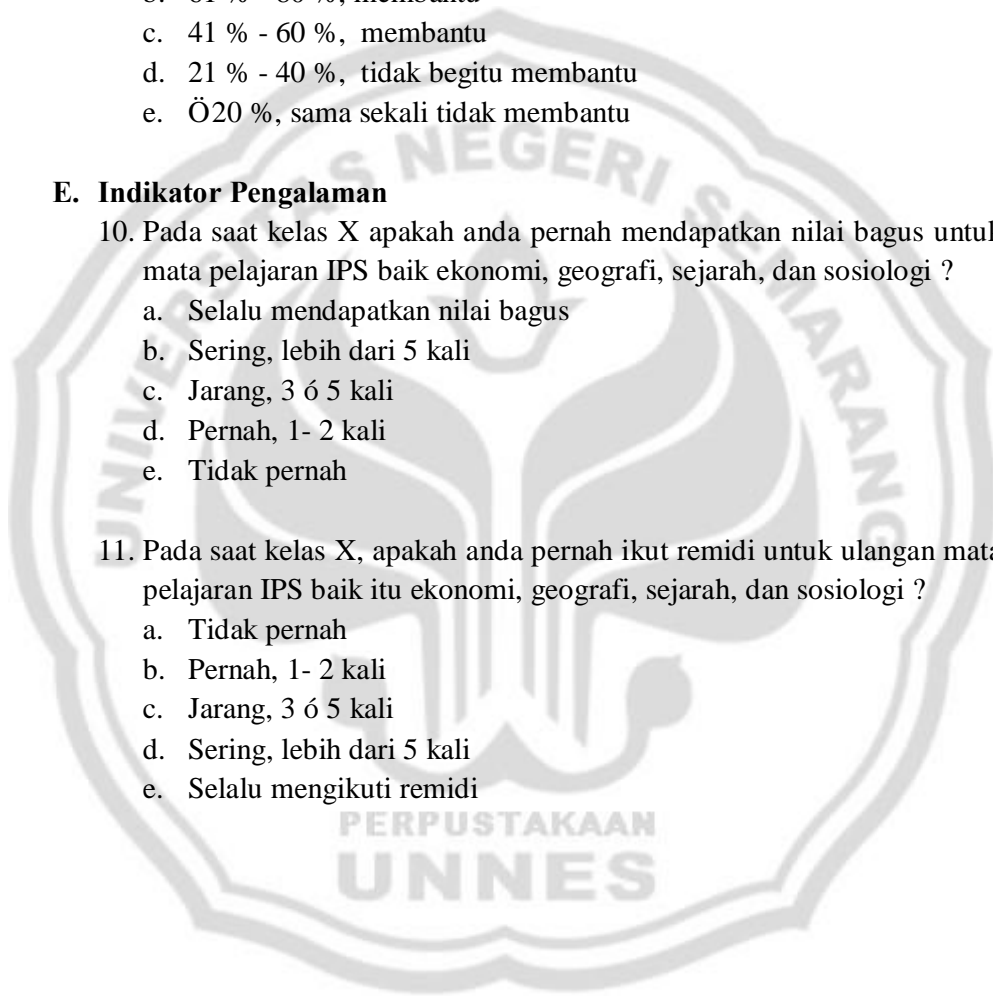 c. 41 % - 60 %, membantu
d. 21 % - 40 %, tidak begitu membantu
e. Ö20 %, sama sekali tidak membantu
E. Indikator Pengalaman
10. Pada saat kelas X apakah anda pernah mendapatkan nilai bagus untuk
mata pelajaran IPS baik ekonomi, geografi, sejarah, dan sosiologi ?
a. Selalu mendapatkan nilai bagus
b. Sering, lebih dari 5 kali
c. Jarang, 3 ó 5 kali
d. Pernah, 1- 2 kali
e. Tidak pernah
11. Pada saat kelas X, apakah anda pernah ikut remidi untuk ulangan mata
pelajaran IPS baik itu ekonomi, geografi, sejarah, dan sosiologi ?
a. Tidak pernah
b. Pernah, 1- 2 kali
c. Jarang, 3 ó 5 kali
d. Sering, lebih dari 5 kali
e. Selalu mengikuti remidi
UNIVERSITAS NEGERI SEMARANG
PERPUSTAKAAN
UNNES